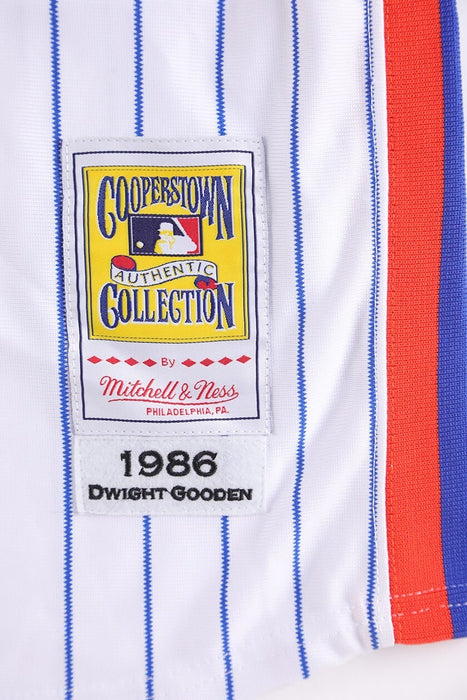 COOPERSTOWN
AUTHENTIC
COLLECTION
By
Mitchell & Ness
PHILADELPHIA, PA.
1986
DWIGHT GOODEN